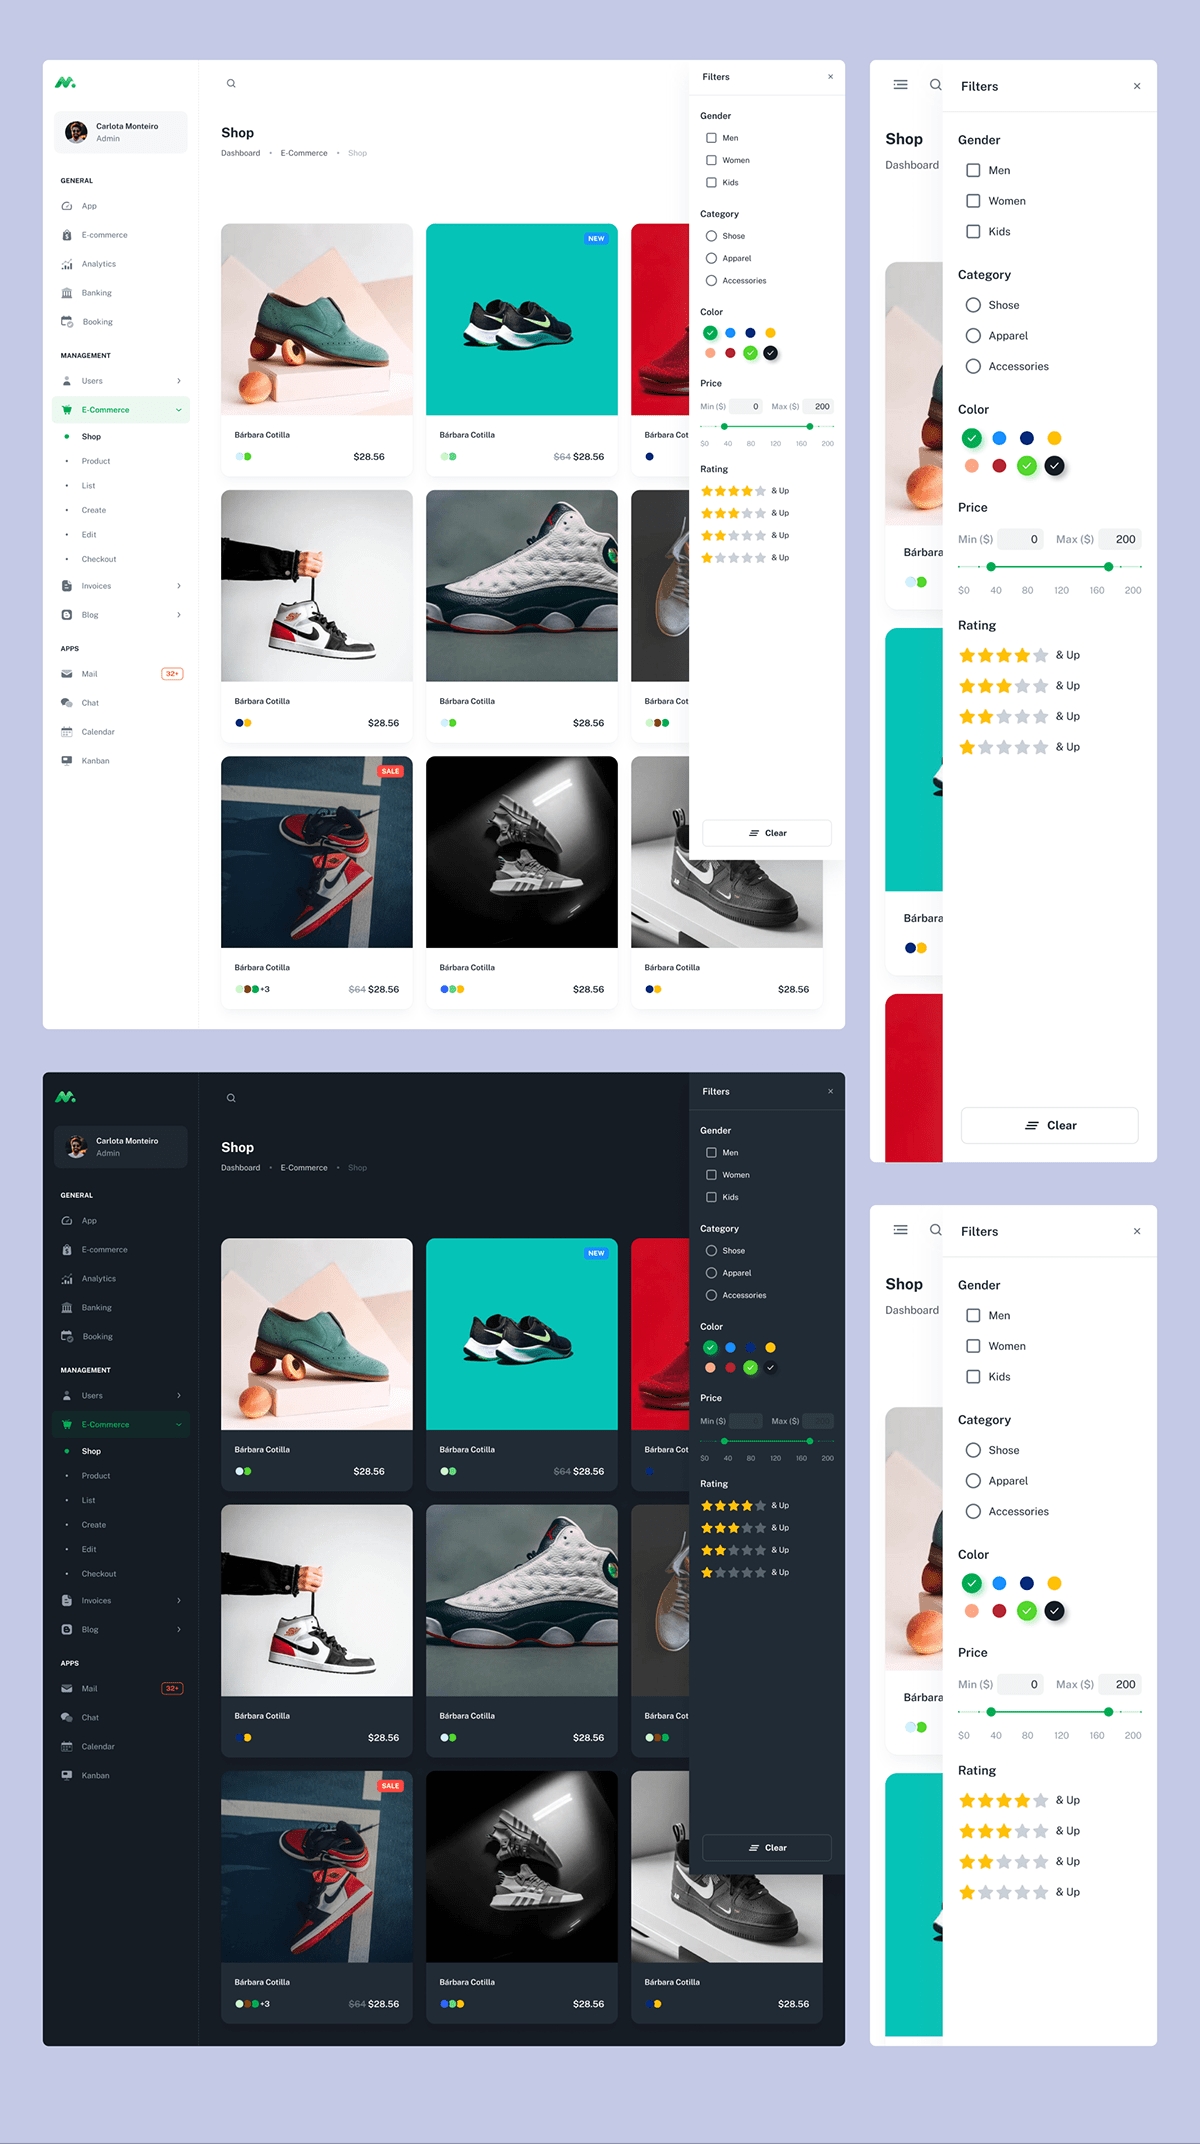 Carlota Monteiro
Admin
GENERAL
App
E-commerce
Analytics
Banking
Booking
MANAGEMENT
Users
E-Commerce
Shop
Product
List
Create
Edit
Checkout
Invoices
Blog
APPS
Mail 32+
Chat
Calendar
Kanban
Shop
Dashboard • E-Commerce • Shop
NEW
Bárbara Cotilla
$28.56
Bárbara Cotilla
$64 $28.56
Bárbara Cot
Bárbara Cotilla
$28.56
Bárbara Cotilla
$28.56
Bárbara Cot
SALE
Bárbara Cotilla
+3 $64 $28.56
Bárbara Cotilla
$28.56
Bárbara Cotilla
$28.56
Filters
Gender
Men
Women
Kids
Category
Shose
Apparel
Accessories
Color
Price
Min ($) 0 Max ($) 200
$0 40 80 120 160 200
Rating
& Up
& Up
& Up
& Up
Clear
Shop
Dashboard
Bárbara
Bárbara
Filters
Gender
Men
Women
Kids
Category
Shose
Apparel
Accessories
Color
Price
Min ($) 0 Max ($) 200
$0 40 80 120 160 200
Rating
& Up
& Up
& Up
& Up
Clear
Carlota Monteiro
Admin
GENERAL
App
E-commerce
Analytics
Banking
Booking
MANAGEMENT
Users
E-Commerce
Shop
Product
List
Create
Edit
Checkout
Invoices
Blog
APPS
Mail 32+
Chat
Calendar
Kanban
Shop
Dashboard • E-Commerce • Shop
NEW
Bárbara Cotilla
$28.56
Bárbara Cotilla
$64 $28.56
Bárbara Cot
Bárbara Cotilla
$28.56
Bárbara Cotilla
$28.56
Bárbara Cot
SALE
Bárbara Cotilla
+3 $64 $28.56
Bárbara Cotilla
$28.56
Bárbara Cotilla
$28.56
Filters
Gender
Men
Women
Kids
Category
Shose
Apparel
Accessories
Color
Price
Min ($) 0 Max ($) 200
$0 40 80 120 160 200
Rating
& Up
& Up
& Up
& Up
Clear
Shop
Dashboard
Bárbara
Filters
Gender
Men
Women
Kids
Category
Shose
Apparel
Accessories
Color
Price
Min ($) 0 Max ($) 200
$0 40 80 120 160 200
Rating
& Up
& Up
& Up
& Up